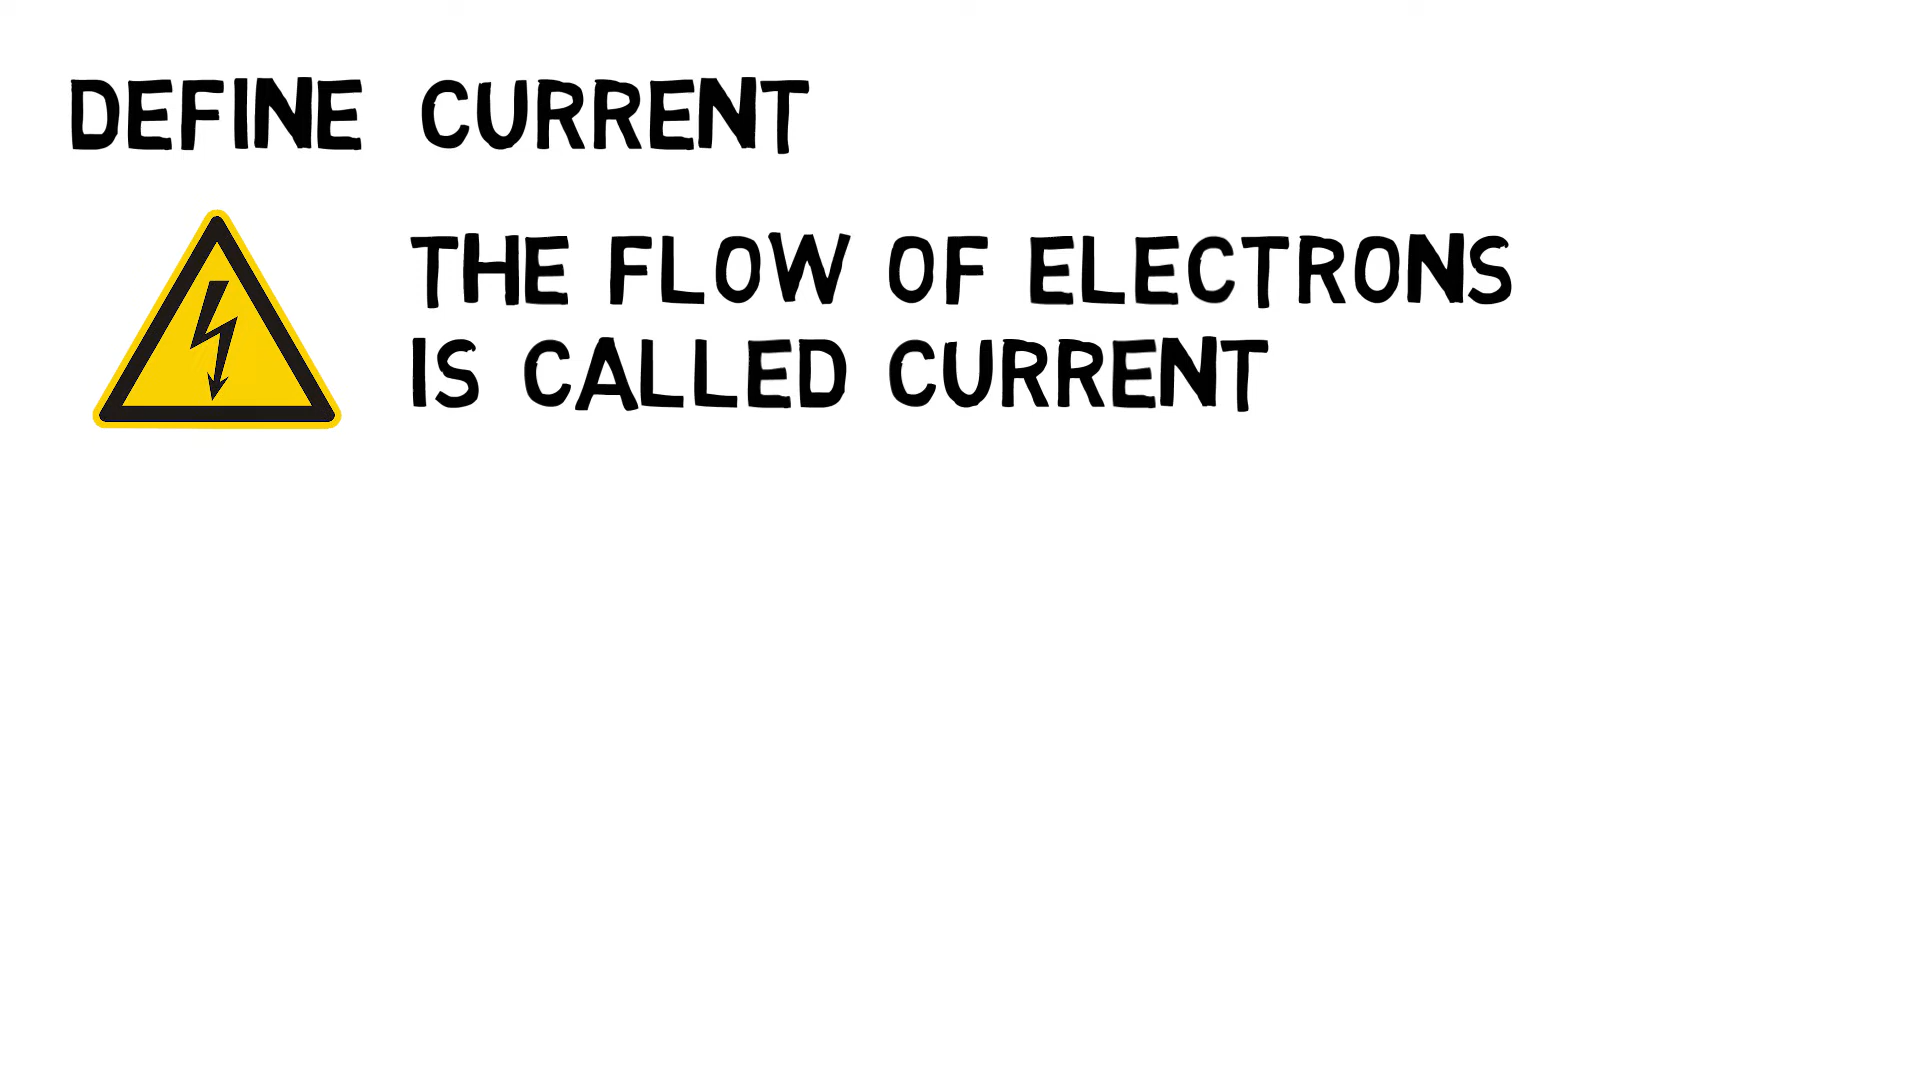 DEFINE CURRENT
THE FLOW OF ELECTRONS
IS CALLED CURRENT